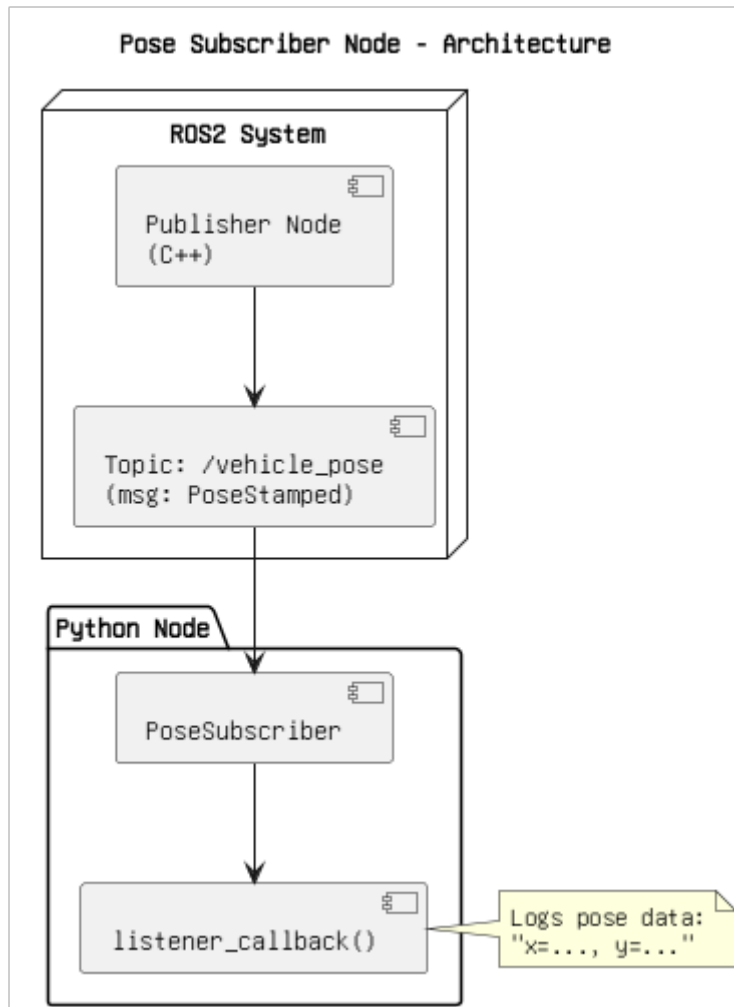 Pose Subscriber Node - Architecture
ROS2 System
Publisher Node
(C++)
Topic: /vehicle_pose
(msg: PoseStamped)
Python Node
PoseSubscriber
listener_callback()
Logs pose data:
"x=..., y=..."